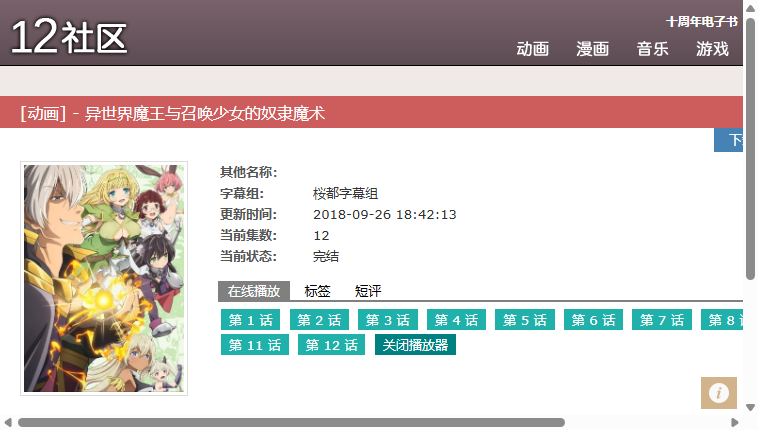 12社区
十周年电子书
动画 漫画 音乐 游戏
[动画] - 异世界魔王与召唤少女的奴隶魔术
其他名称:
字幕组: 桜都字幕组
更新时间: 2018-09-26 18:42:13
当前集数: 12
当前状态: 完结
在线播放 标签 短评
第 1 话 第 2 话 第 3 话 第 4 话 第 5 话 第 6 话 第 7 话 第 8
第 11 话 第 12 话 关闭播放器